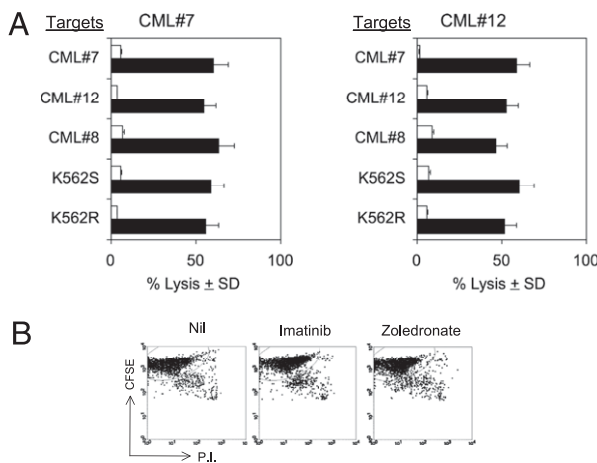 A
Targets CML#7
CML#7
CML#12
CML#8
K562S
K562R
0 50 100
% Lysis ± SD
Targets CML#12
CML#7
CML#12
CML#8
K562S
K562R
0 50 100
% Lysis ± SD
B
Nil Imatinib Zoledronate
CFSE
P.I.